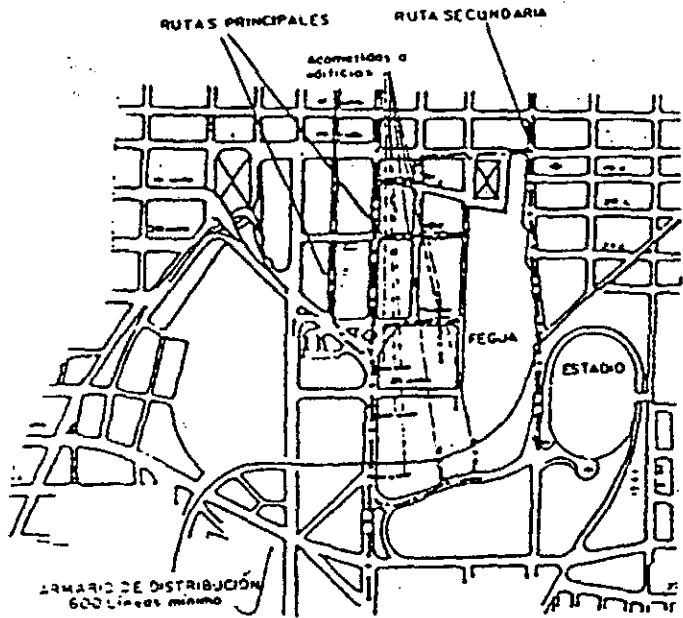 RUTAS PRINCIPALES
RUTA SECUNDARIA
Acometidas a
edificios
FEGUA
ESTADIO
ARMARIO DE DISTRIBUCIÓN
600 Líneas mínimo